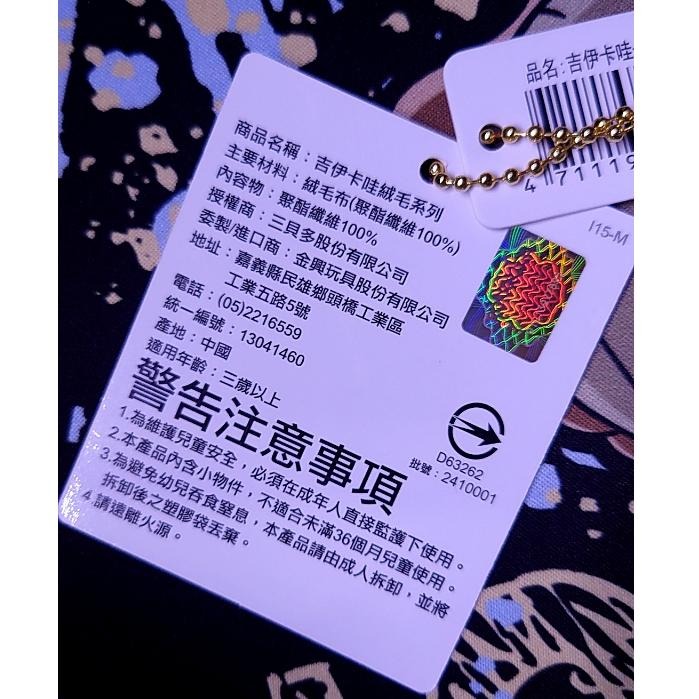 商品名稱：吉伊卡哇絨毛系列
主要材料：絨毛布(聚酯纖維100%)
內容物：聚酯纖維100%
授權商：三貝多股份有限公司
委製/進口商：金興玩具股份有限公司
地址：嘉義縣民雄鄉頭橋工業區
工業五路5號
電話：(05)2216559
統一編號：13041460
產地：中國
適用年齡：三歲以上
警告注意事項
1.為維護兒童安全，必須在成年人直接監護下使用。
2.本產品內含小物件，不適合未滿36個月兒童使用。
3.為避免幼兒吞食窒息，本產品請由成人拆卸，並將
拆卸後之塑膠袋丟棄。
4.請遠離火源。
D63262
批號：2410001
I15-M
品名:吉伊卡哇
4 71119